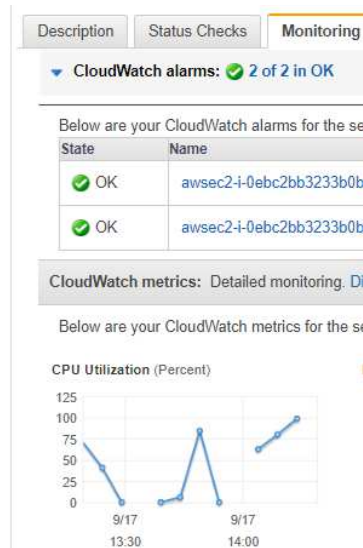 Description Status Checks Monitoring
CloudWatch alarms: 2 of 2 in OK
Below are your CloudWatch alarms for the se
State Name
OK awsec2-i-0ebc2bb3233b0b
OK awsec2-i-0ebc2bb3233b0b
CloudWatch metrics: Detailed monitoring. Di
Below are your CloudWatch metrics for the se
CPU Utilization (Percent)
125
100
75
50
25
0
9/17 9/17
13:30 14:00